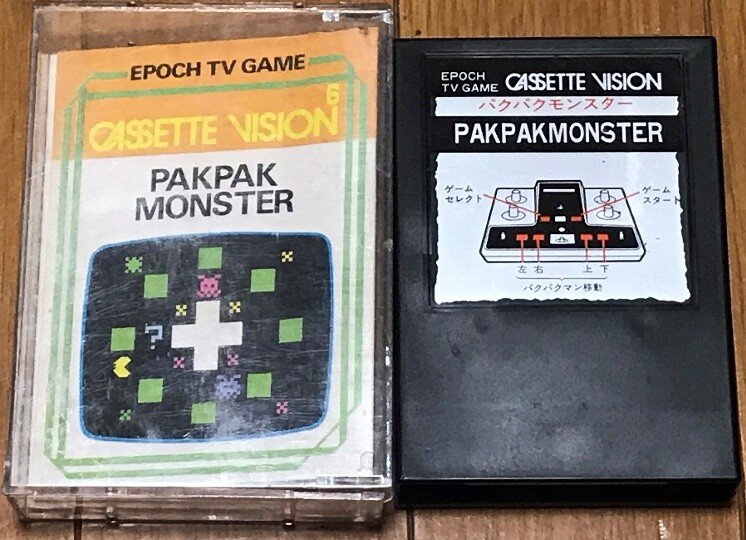 EPOCH TV GAME
6
CASSETTE VISION
PAKPAK
MONSTER
?
EPOCH
TV GAME
CASSETTE VISION
パクパクモンスター
PAKPAKMONSTER
ゲーム
セレクト
ゲーム
スタート
左 右 上 下
パクパクマン移動